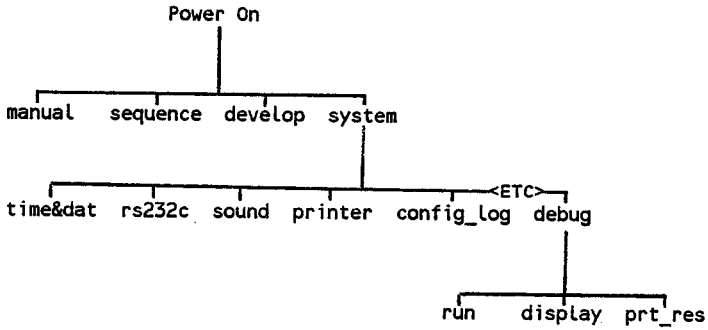 Power On
manual sequence develop system
<ETC>
time&dat rs232c sound printer config_log debug
run display prt_res